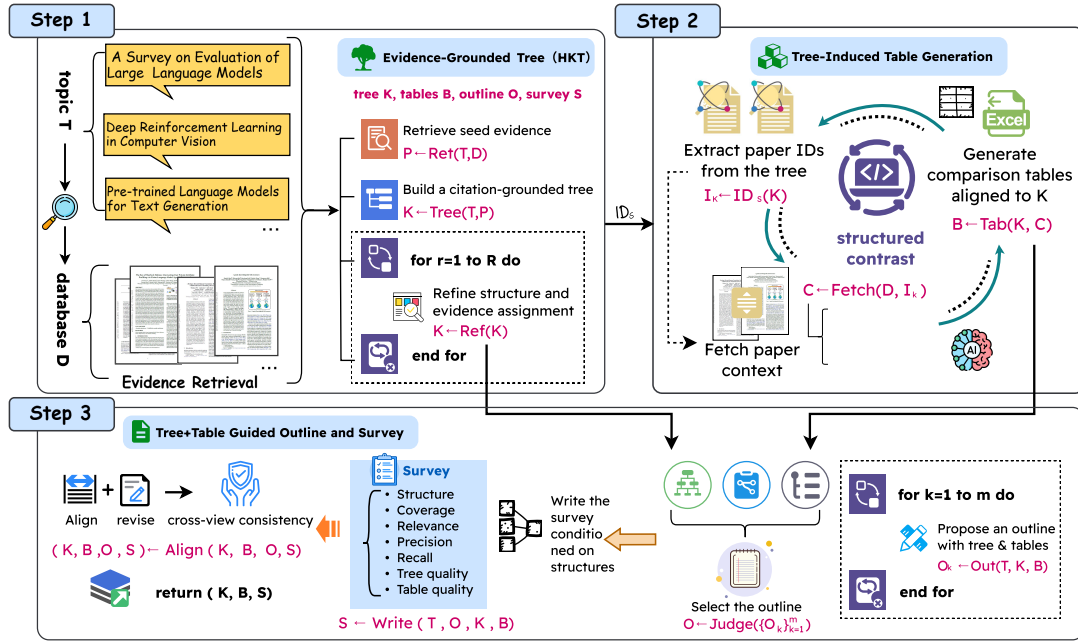 Step 1
topic T
database D
A Survey on Evaluation of
Large Language Models
Deep Reinforcement Learning
in Computer Vision
Pre-trained Language Models
for Text Generation
...
...
Evidence Retrieval
Evidence-Grounded Tree (HKT)
tree K, tables B, outline O, survey S
Retrieve seed evidence
P←Ret(T,D)
Build a citation-grounded tree
K←Tree(T,P)
for r=1 to R do
Refine structure and
evidence assignment
K←Ref(K)
end for
IDs
Step 2
Tree-Induced Table Generation
Extract paper IDs
from the tree
Iₖ←ID s(K)
Excel
Generate
comparison tables
aligned to K
B←Tab(K, C)
structured
contrast
C←Fetch(D, Iₖ )
Fetch paper
context
AI
Step 3
Tree+Table Guided Outline and Survey
Align
+
revise
cross-view consistency
( K, B ,O , S )← Align ( K, B, O, S)
return ( K, B, S)
Survey
• Structure
• Coverage
• Relevance
• Precision
• Recall
• Tree quality
• Table quality
S ← Write ( T , O , K , B)
Write the
survey
conditio
ned on
structures
Select the outline
O←Judge({Oₖ}ᵐₖ₌₁)
for k=1 to m do
Propose an outline
with tree & tables
Oₖ ←Out(T, K, B)
end for